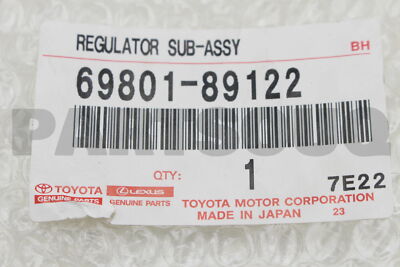 REGULATOR SUB-ASSY BH
69801-89122
PARTSOUQ
QTY: 1 7E22
TOYOTA LEXUS
GENUINE PARTS GENUINE PARTS
TOYOTA MOTOR CORPORATION
MADE IN JAPAN 23